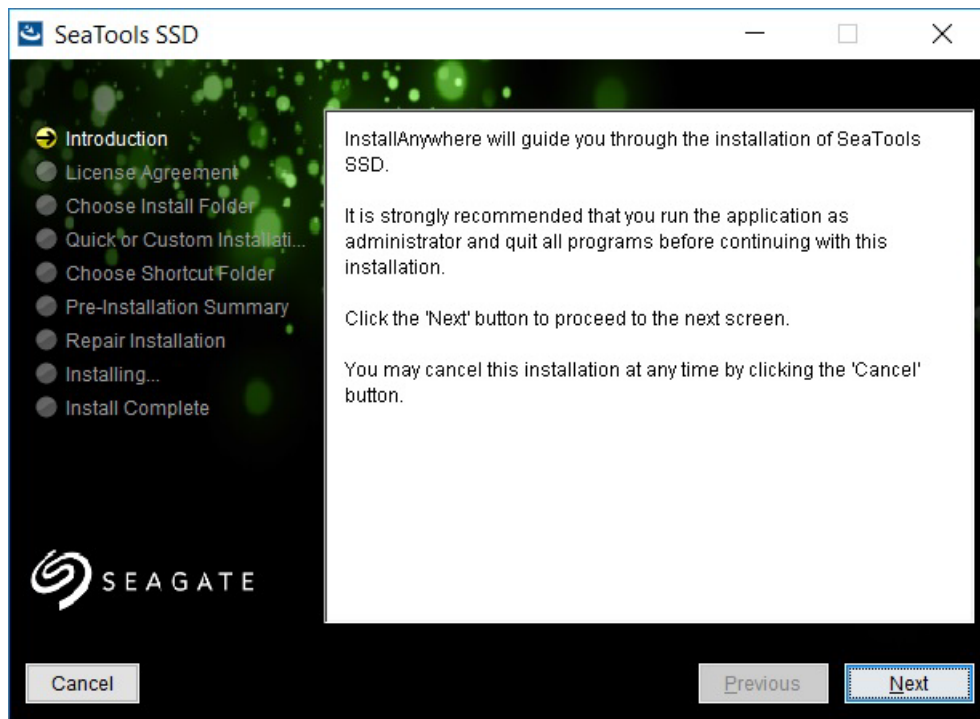 SeaTools SSD
Introduction
License Agreement
Choose Install Folder
Quick or Custom Installati...
Choose Shortcut Folder
Pre-Installation Summary
Repair Installation
Installing...
Install Complete
InstallAnywhere will guide you through the installation of SeaTools
SSD.
It is strongly recommended that you run the application as
administrator and quit all programs before continuing with this
installation.
Click the 'Next' button to proceed to the next screen.
You may cancel this installation at any time by clicking the 'Cancel'
button.
SEAGATE
Cancel
Previous
Next